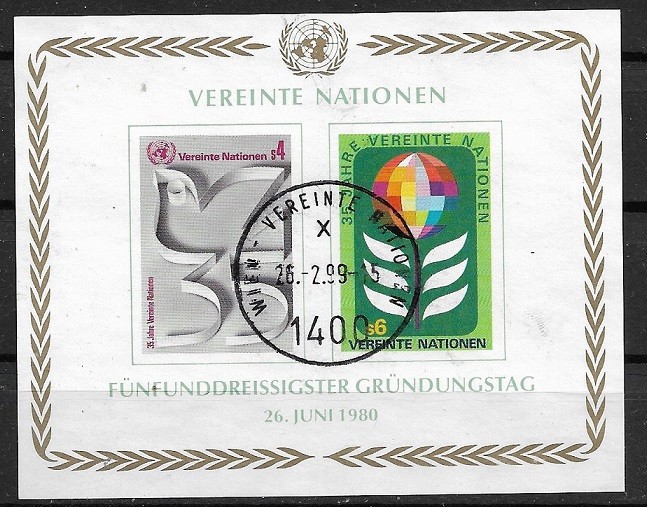 VEREINTE NATIONEN
Vereinte Nationen s4
35 Jahre Vereinte Nationen
35 JAHRE VEREINTE NATIONEN
s6
VEREINTE NATIONEN
WIEN - VEREINTE NATIONEN
X
26.-2.99-15
1400
FÜNFUNDDREISSIGSTER GRÜNDUNGSTAG
26. JUNI 1980